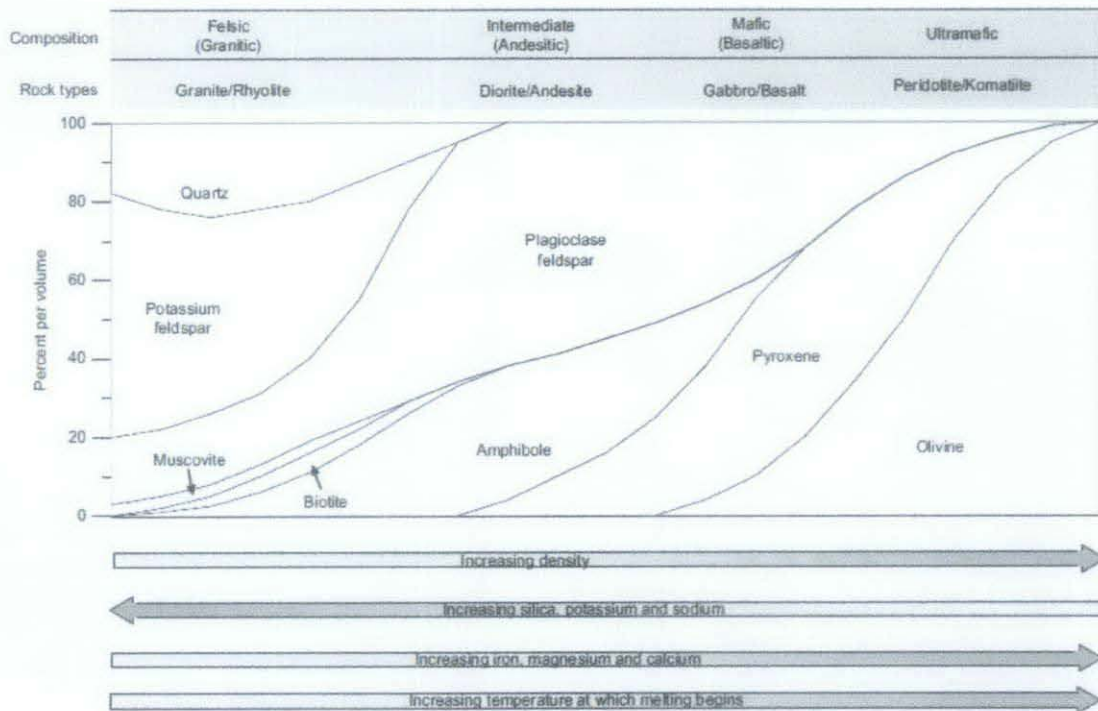 Composition
Felsic
(Granitic)
Intermediate
(Andesitic)
Mafic
(Basaltic)
Ultramafic
Rock types
Granite/Rhyolite
Diorite/Andesite
Gabbro/Basalt
Peridotite/Komatiite
Percent per volume
100
80
60
40
20
0
Quartz
Potassium
feldspar
Plagioclase
feldspar
Pyroxene
Muscovite
Biotite
Amphibole
Olivine
Increasing density
Increasing silica, potassium and sodium
Increasing iron, magnesium and calcium
Increasing temperature at which melting begins